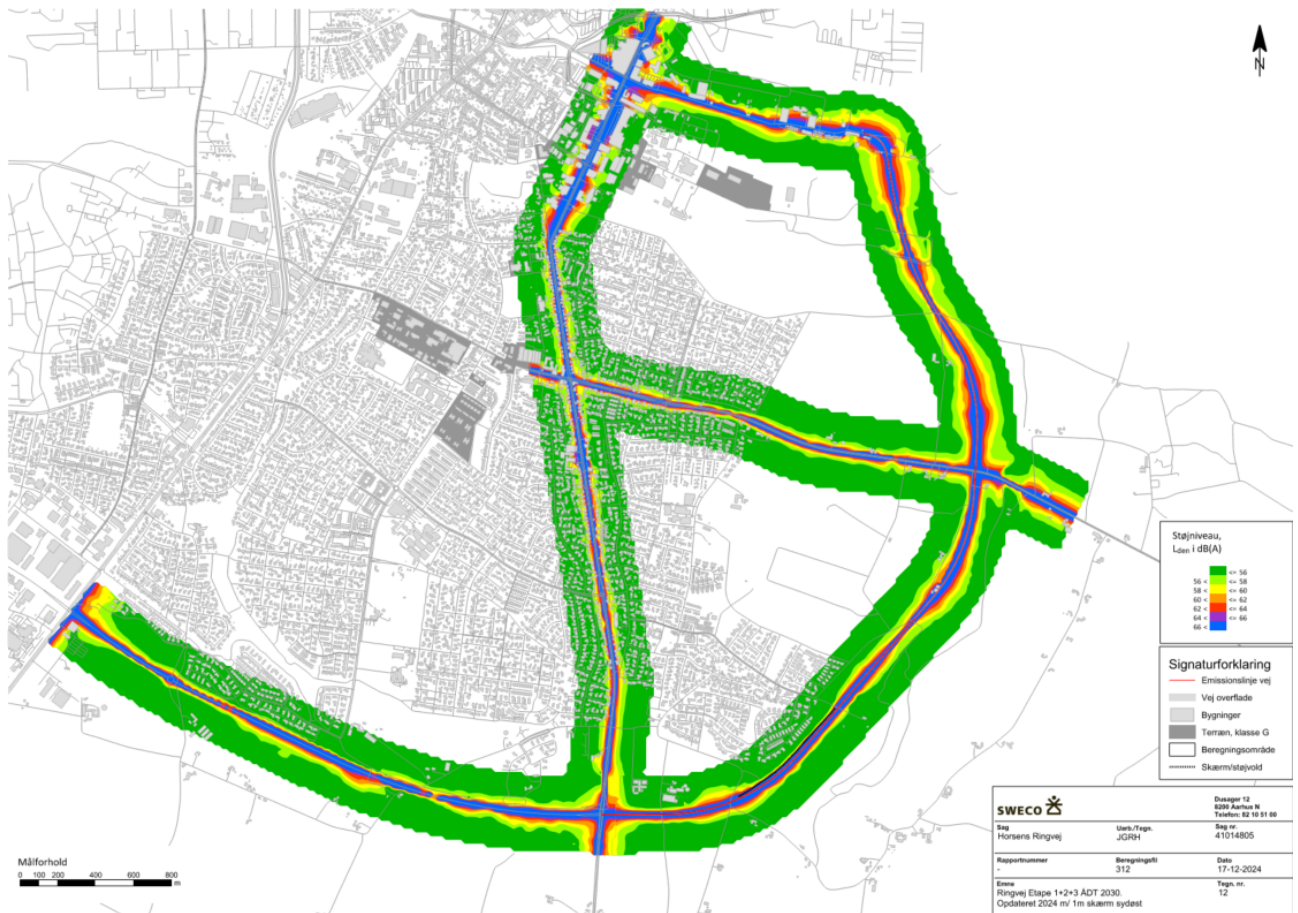 N
Støjniveau,
Lden i dB(A)
<= 56
56 < <= 58
58 < <= 60
60 < <= 62
62 < <= 64
64 < <= 66
66 <
Signaturforklaring
Emissionslinje vej
Vej overflade
Bygninger
Terræn, klasse G
Beregningsområde
Skærm/støjvold
SWECO
Dusager 12
8200 Aarhus N
Telefon: 82 10 51 00
Sag Uarb./Tegn. Sag nr.
Horsens Ringvej JGRH 41014805
Rapportnummer Beregningsfil Dato
- 312 17-12-2024
Emne Tegn. nr.
Ringvej Etape 1+2+3 ÅDT 2030. 12
Opdateret 2024 m/ 1m skærm sydøst
Målforhold
0 100 200 400 600 800
m